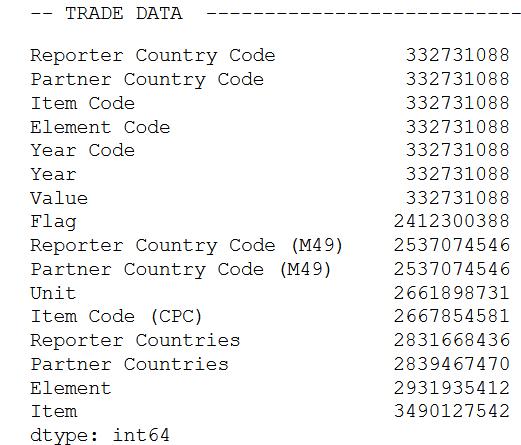 -- TRADE DATA ---------------------------
Reporter Country Code 332731088
Partner Country Code 332731088
Item Code 332731088
Element Code 332731088
Year Code 332731088
Year 332731088
Value 332731088
Flag 2412300388
Reporter Country Code (M49) 2537074546
Partner Country Code (M49) 2537074546
Unit 2661898731
Item Code (CPC) 2667854581
Reporter Countries 2831668436
Partner Countries 2839467470
Element 2931935412
Item 3490127542
dtype: int64